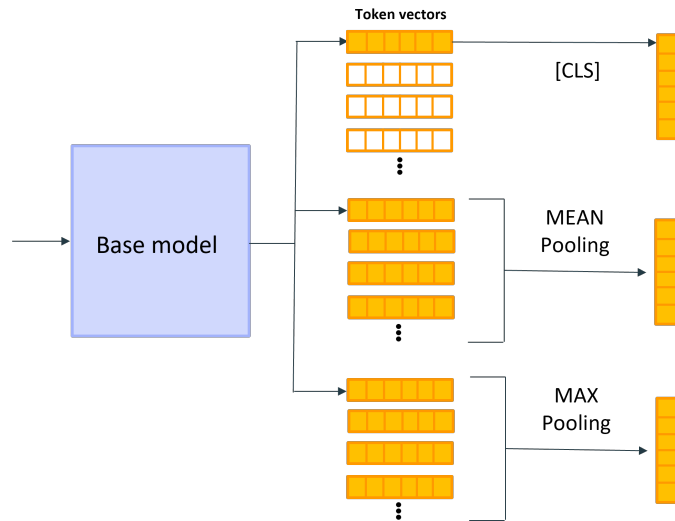 Token vectors
[CLS]
Base model
MEAN
Pooling
MAX
Pooling